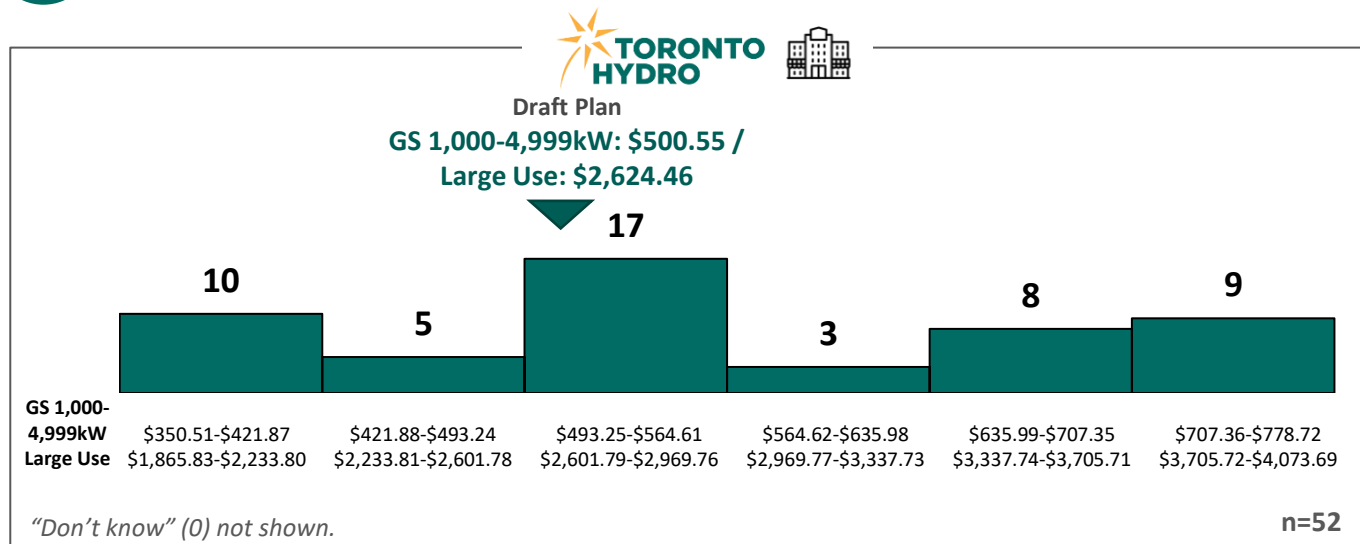 TORONTO
HYDRO
Draft Plan
GS 1,000-4,999kW: $500.55 /
Large Use: $2,624.46
10
5
17
3
8
9
GS 1,000-
4,999kW $350.51-$421.87 $421.88-$493.24 $493.25-$564.61 $564.62-$635.98 $635.99-$707.35 $707.36-$778.72
Large Use $1,865.83-$2,233.80 $2,233.81-$2,601.78 $2,601.79-$2,969.76 $2,969.77-$3,337.73 $3,337.74-$3,705.71 $3,705.72-$4,073.69
“Don’t know” (0) not shown.
n=52